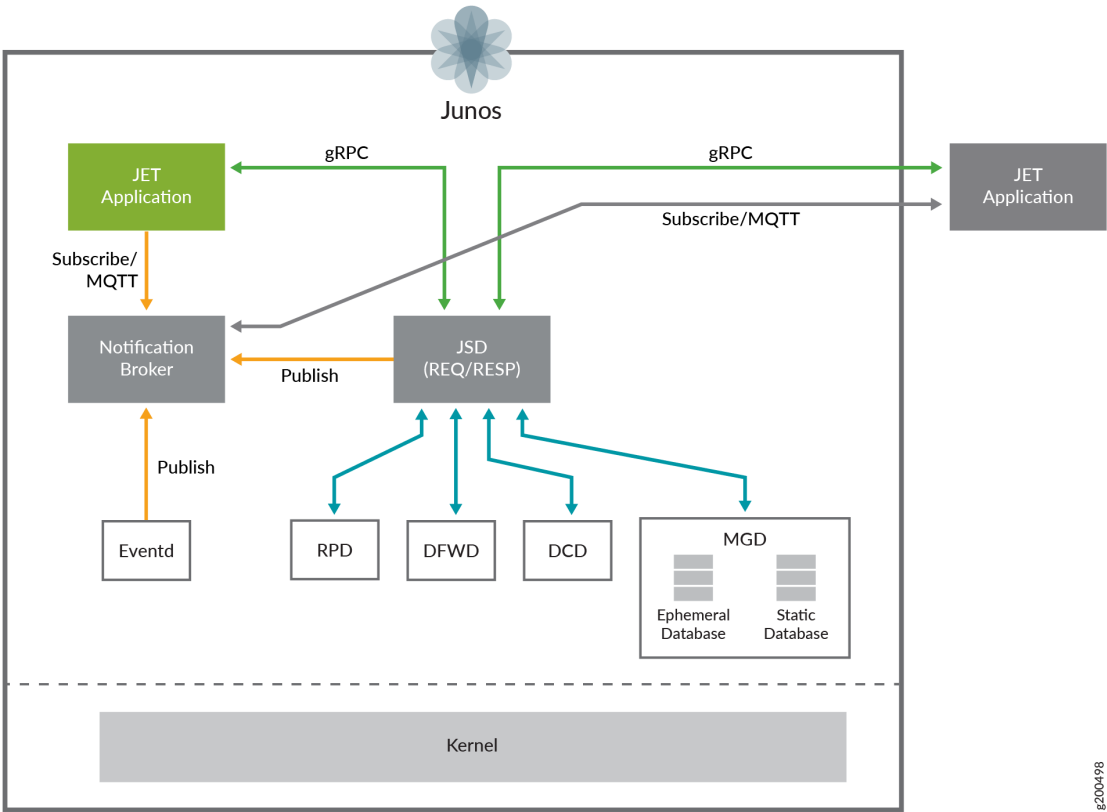 Junos
gRPC
gRPC
JET
Application
JET
Application
Subscribe/MQTT
Subscribe/
MQTT
Notification
Broker
JSD
(REQ/RESP)
Publish
Publish
Eventd
RPD
DFWD
DCD
MGD
Ephemeral
Database
Static
Database
Kernel
g200498